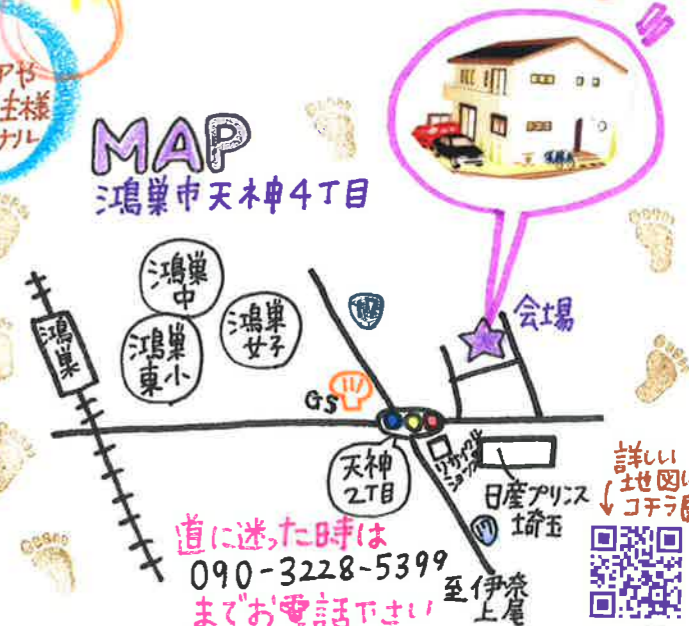 アや
主様
ナル
MAP
鴻巣市天神4丁目
鴻巣
中
鴻巣
東小
鴻巣
女子
鴻巣
会場
GS
天神
2丁目
リサイクル
ショップ
日産プリンス
埼玉
17
詳しい
地図は
↓コチラ
道に迷った時は
090-3228-5399
までお電話下さい
至伊奈
上尾